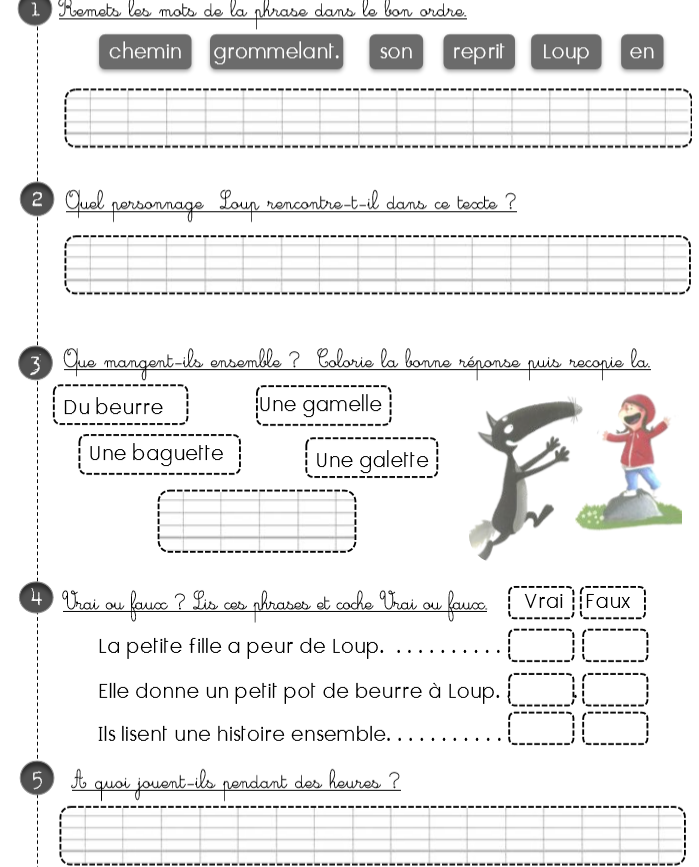 1 Remets les mots de la phrase dans le bon ordre.
chemin grommelant. son reprit Loup en
2 Quel personnage Loup rencontre-t-il dans ce texte ?
3 Que mangent-ils ensemble ? Colorie la bonne réponse puis recopie la.
Du beurre Une gamelle
Une baguette Une galette
4 Vrai ou faux ? Lis ces phrases et coche Vrai ou faux. Vrai Faux
La petite fille a peur de Loup. ..........
Elle donne un petit pot de beurre à Loup.
Ils lisent une histoire ensemble...........
5 A quoi jouent-ils pendant des heures ?